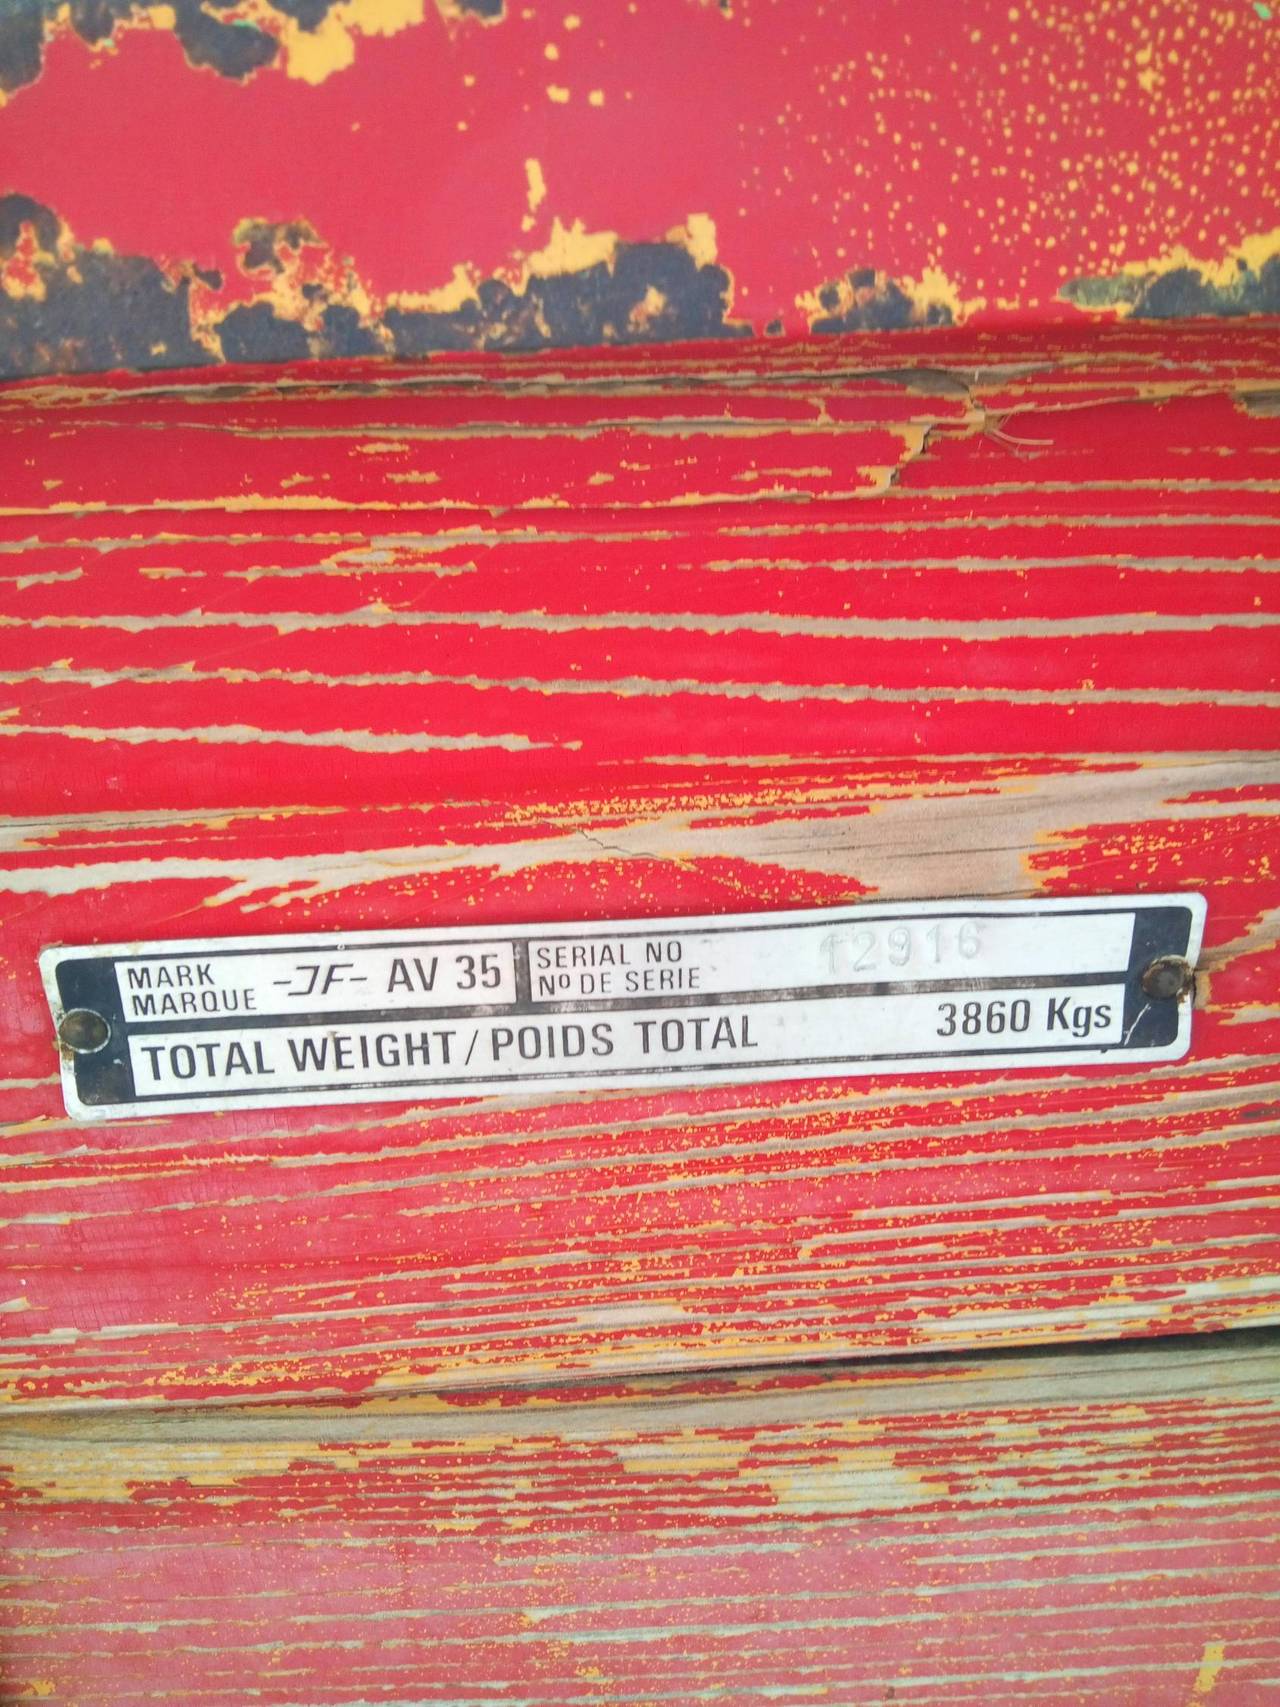 MARK
MARQUE
-JF- AV 35
SERIAL NO
Nº DE SERIE
12916
TOTAL WEIGHT / POIDS TOTAL 3860 Kgs